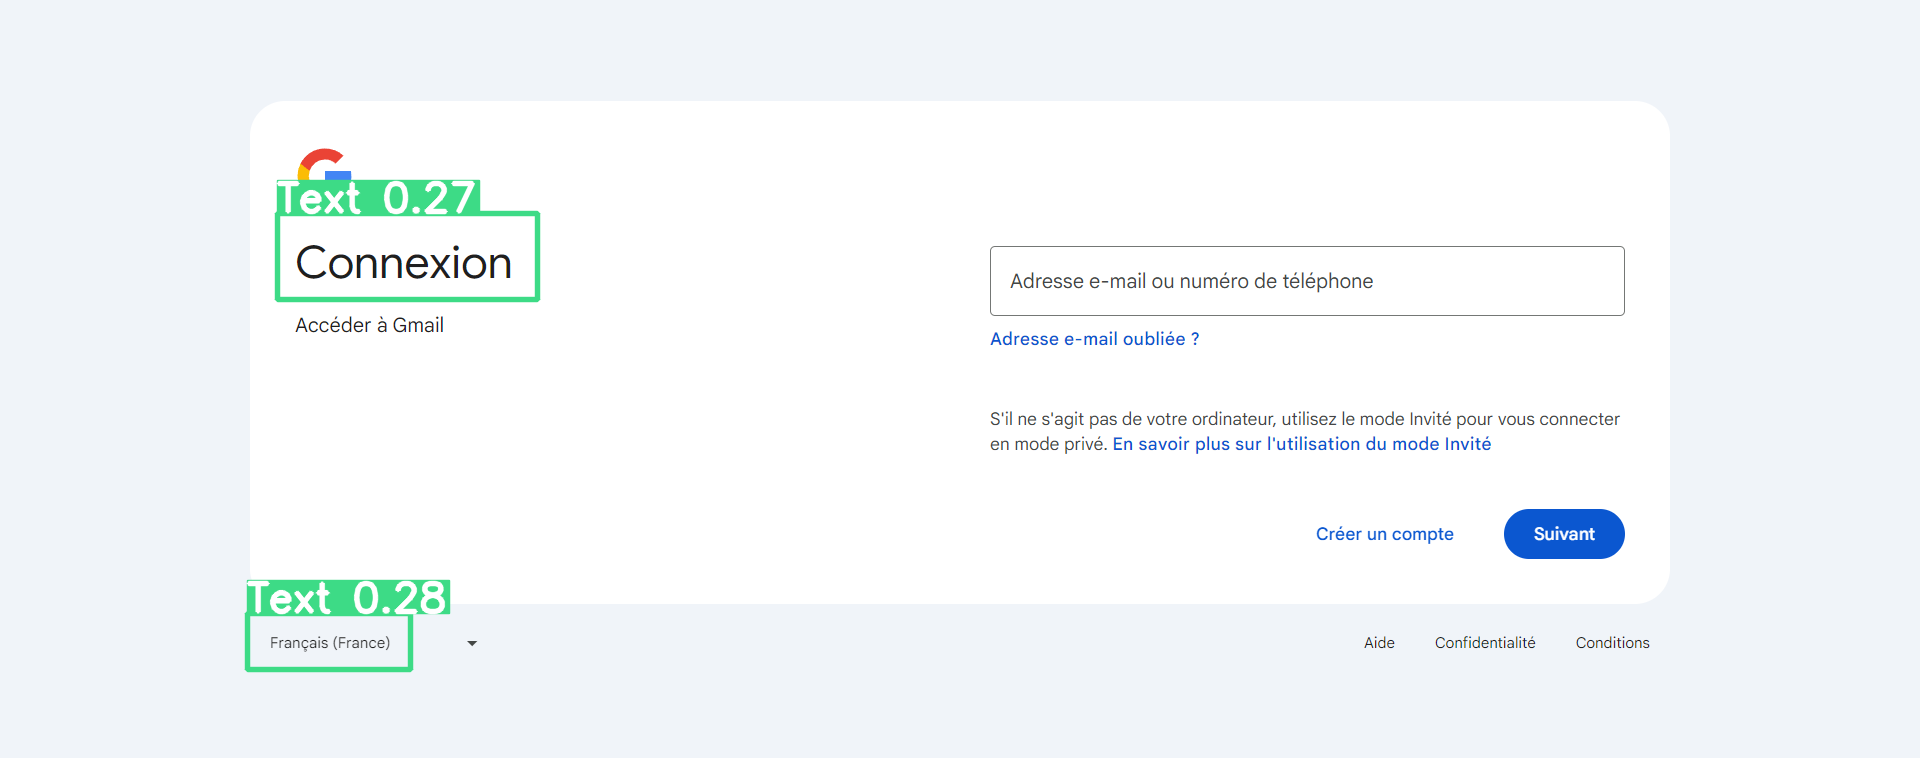 Text 0.27
Connexion
Accéder à Gmail
Adresse e-mail ou numéro de téléphone
Adresse e-mail oubliée ?
S'il ne s'agit pas de votre ordinateur, utilisez le mode Invité pour vous connecter
en mode privé. En savoir plus sur l'utilisation du mode Invité
Créer un compte
Suivant
Text 0.28
Français (France)
Aide
Confidentialité
Conditions